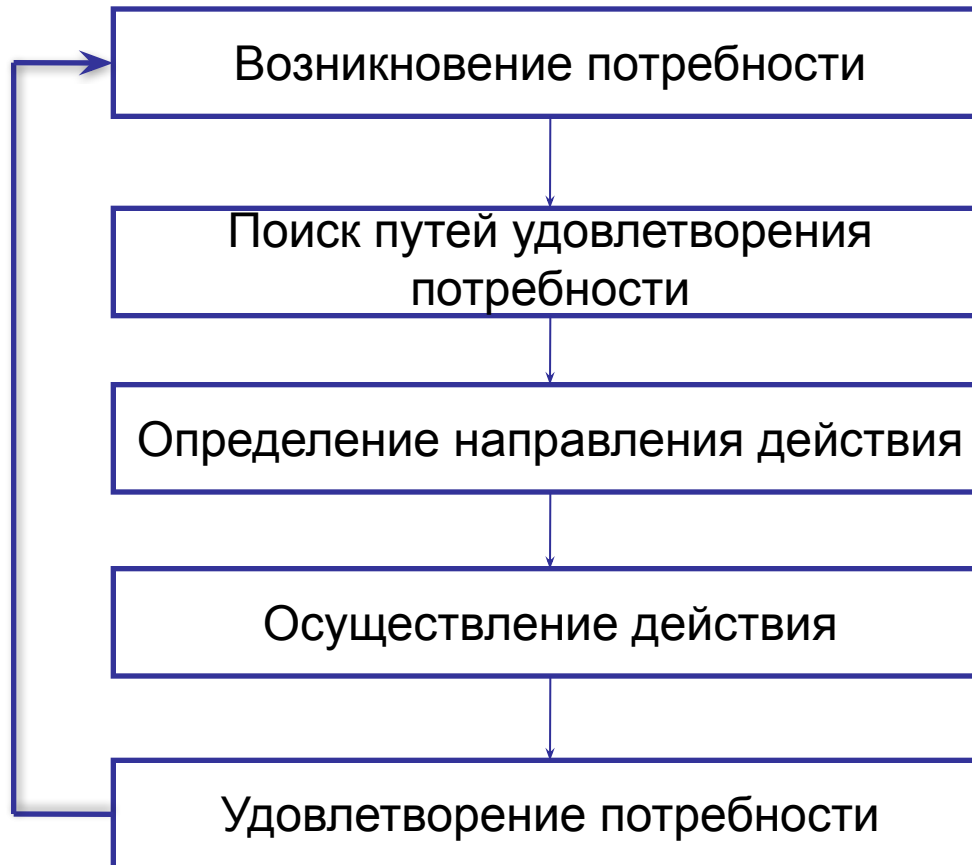 Возникновение потребности
Поиск путей удовлетворения
потребности
Определение направления действия
Осуществление действия
Удовлетворение потребности